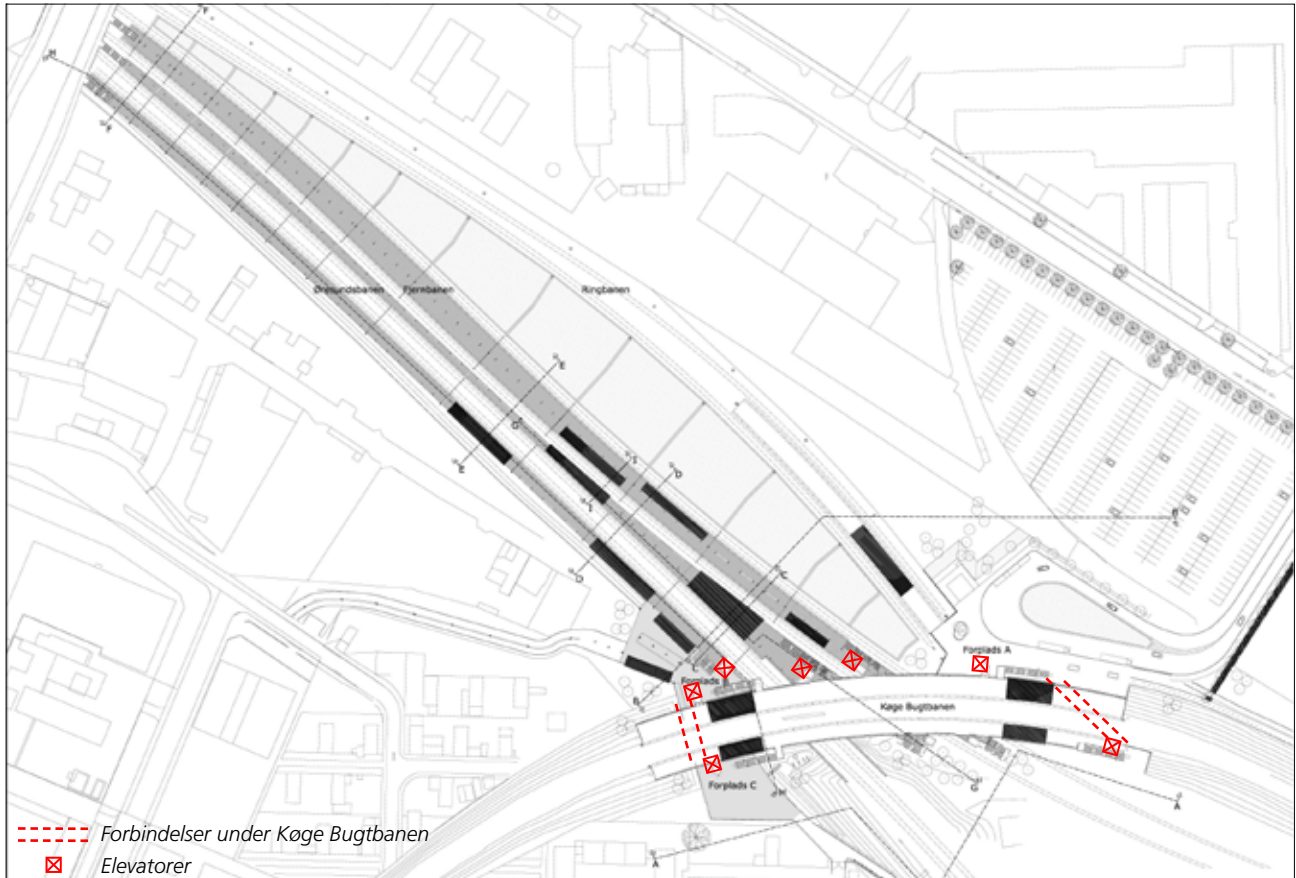 F
H
F
Øresundsbanen
Fjernbanen
Ringbanen
E
G
E
I
D
I
B
D
C
C
Forplads A
B
Forplads
Køge Bugtbanen
Forplads C
H
G
A
A
Forbindelser under Køge Bugtbanen
Elevatorer